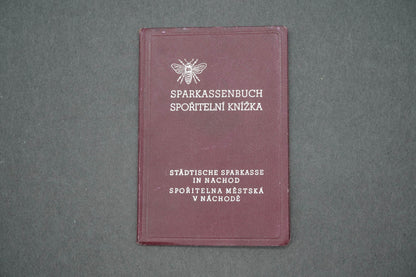 SPARKASSENBUCH
SPOŘITELNÍ KNÍŽKA
STÄDTISCHE SPARKASSE
IN NACHOD
SPOŘITELNA MĚSTSKÁ
V NÁCHODĚ